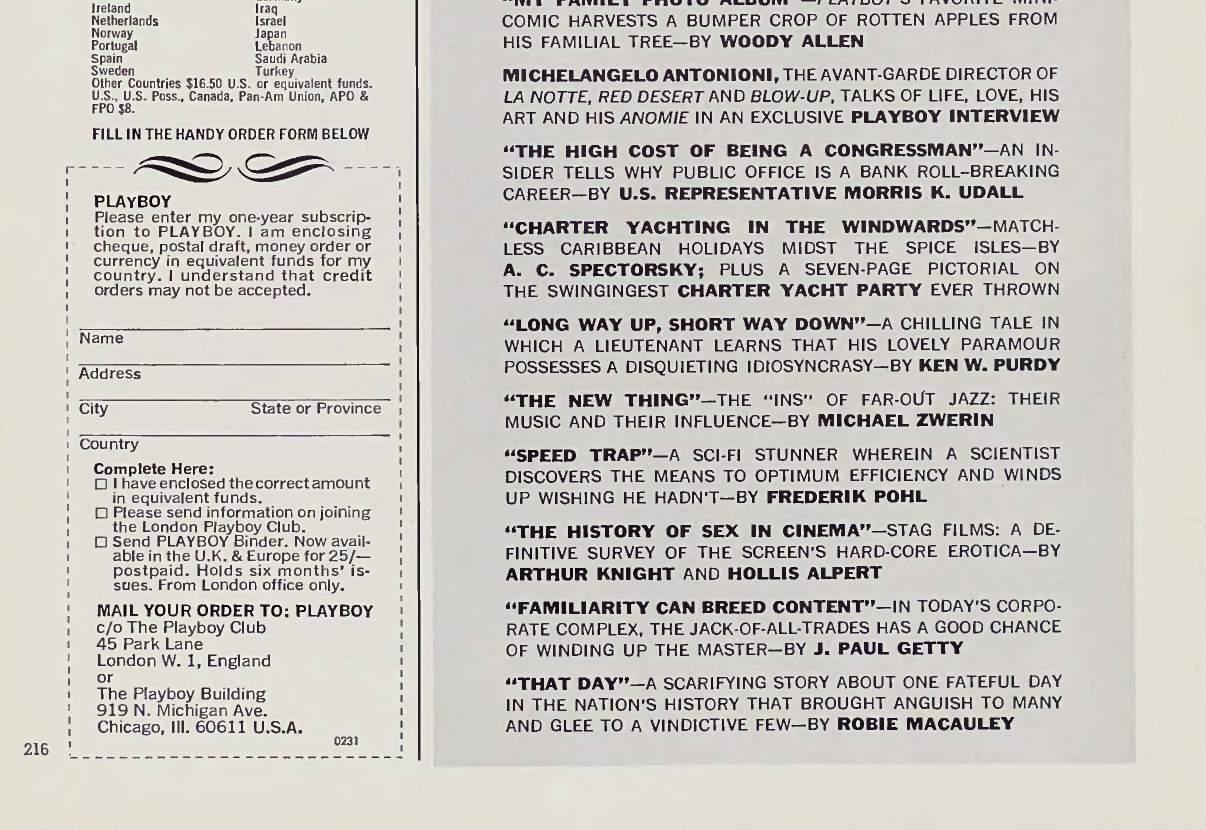 Ireland
Iraq
Netherlands
Israel
Norway
Japan
Portugal
Lebanon
Spain
Saudi Arabia
Sweden
Turkey
Other Countries $16.50 U.S. or equivalent funds.
U.S., U.S. Poss., Canada, Pan-Am Union, APO &
FPO $8.
FILL IN THE HANDY ORDER FORM BELOW
PLAYBOY
Please enter my one-year subscrip-
tion to PLAYBOY. I am enclosing
cheque, postal draft, money order or
currency in equivalent funds for my
country. I understand that credit
orders may not be accepted.
Name
Address
City State or Province
Country
Complete Here:
☐ I have enclosed the correct amount
in equivalent funds.
☐ Please send information on joining
the London Playboy Club.
☐ Send PLAYBOY Binder. Now avail-
able in the U.K. & Europe for 25/—
postpaid. Holds six months' is-
sues. From London office only.
MAIL YOUR ORDER TO: PLAYBOY
c/o The Playboy Club
45 Park Lane
London W. 1, England
or
The Playboy Building
919 N. Michigan Ave.
Chicago, Ill. 60611 U.S.A.
0231
216
"MY FAMILY PHOTO ALBUM"—PLAYBOY'S FAVORITE MINI-
COMIC HARVESTS A BUMPER CROP OF ROTTEN APPLES FROM
HIS FAMILIAL TREE—BY WOODY ALLEN
MICHELANGELO ANTONIONI, THE AVANT-GARDE DIRECTOR OF
LA NOTTE, RED DESERT AND BLOW-UP, TALKS OF LIFE, LOVE, HIS
ART AND HIS ANOMIE IN AN EXCLUSIVE PLAYBOY INTERVIEW
"THE HIGH COST OF BEING A CONGRESSMAN"—AN IN-
SIDER TELLS WHY PUBLIC OFFICE IS A BANK ROLL–BREAKING
CAREER—BY U.S. REPRESENTATIVE MORRIS K. UDALL
"CHARTER YACHTING IN THE WINDWARDS"—MATCH-
LESS CARIBBEAN HOLIDAYS MIDST THE SPICE ISLES—BY
A. C. SPECTORSKY; PLUS A SEVEN-PAGE PICTORIAL ON
THE SWINGINGEST CHARTER YACHT PARTY EVER THROWN
"LONG WAY UP, SHORT WAY DOWN"—A CHILLING TALE IN
WHICH A LIEUTENANT LEARNS THAT HIS LOVELY PARAMOUR
POSSESSES A DISQUIETING IDIOSYNCRASY—BY KEN W. PURDY
"THE NEW THING"—THE "INS" OF FAR-OUT JAZZ: THEIR
MUSIC AND THEIR INFLUENCE—BY MICHAEL ZWERIN
"SPEED TRAP"—A SCI-FI STUNNER WHEREIN A SCIENTIST
DISCOVERS THE MEANS TO OPTIMUM EFFICIENCY AND WINDS
UP WISHING HE HADN'T—BY FREDERIK POHL
"THE HISTORY OF SEX IN CINEMA"—STAG FILMS: A DE-
FINITIVE SURVEY OF THE SCREEN'S HARD-CORE EROTICA—BY
ARTHUR KNIGHT AND HOLLIS ALPERT
"FAMILIARITY CAN BREED CONTENT"—IN TODAY'S CORPO-
RATE COMPLEX, THE JACK-OF-ALL-TRADES HAS A GOOD CHANCE
OF WINDING UP THE MASTER—BY J. PAUL GETTY
"THAT DAY"—A SCARIFYING STORY ABOUT ONE FATEFUL DAY
IN THE NATION'S HISTORY THAT BROUGHT ANGUISH TO MANY
AND GLEE TO A VINDICTIVE FEW—BY ROBIE MACAULEY